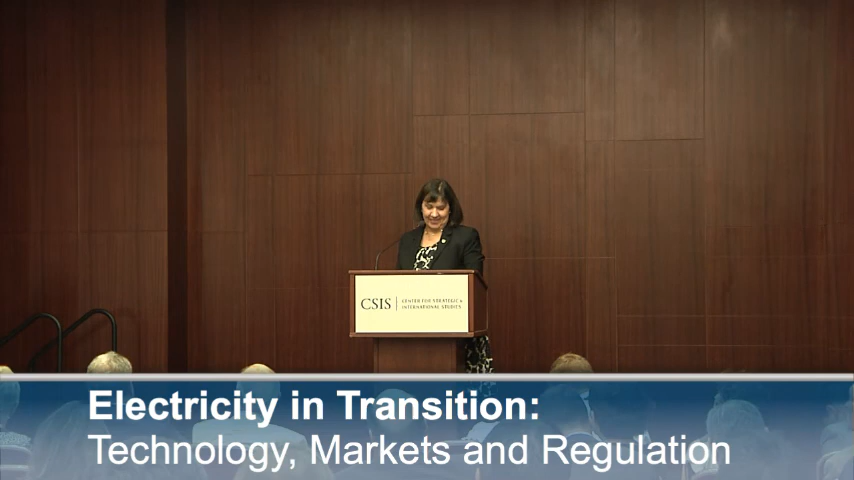 CSIS
CENTER FOR STRATEGIC &
INTERNATIONAL STUDIES
Electricity in Transition:
Technology, Markets and Regulation